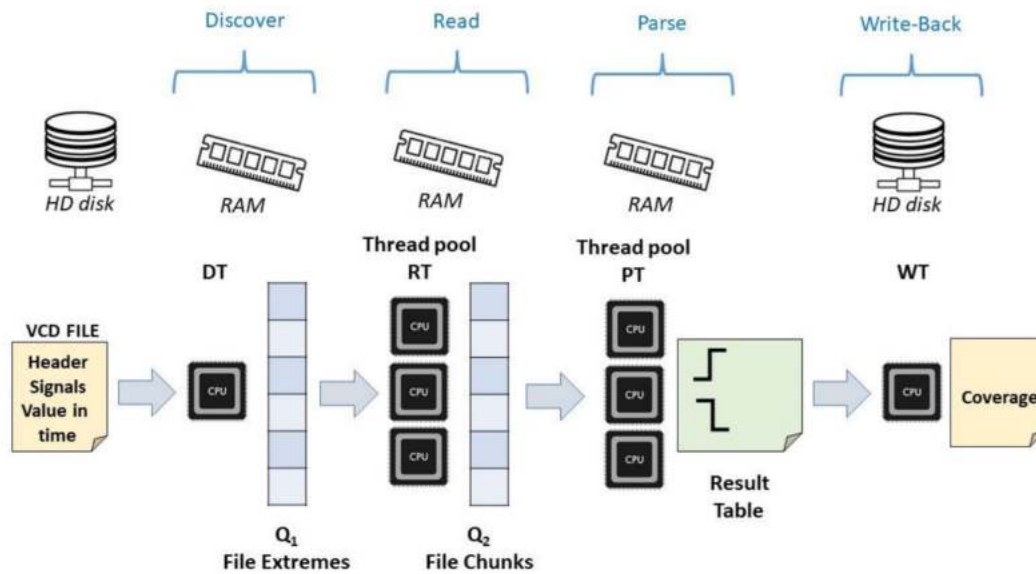 Discover
Read
Parse
Write-Back
HD disk
RAM
RAM
RAM
HD disk
DT
Thread pool
RT
Thread pool
PT
WT
VCD FILE
Header
Signals
Value in
time
CPU
CPU
CPU
CPU
CPU
CPU
CPU
CPU
Coverage
Result
Table
Q₁
File Extremes
Q₂
File Chunks